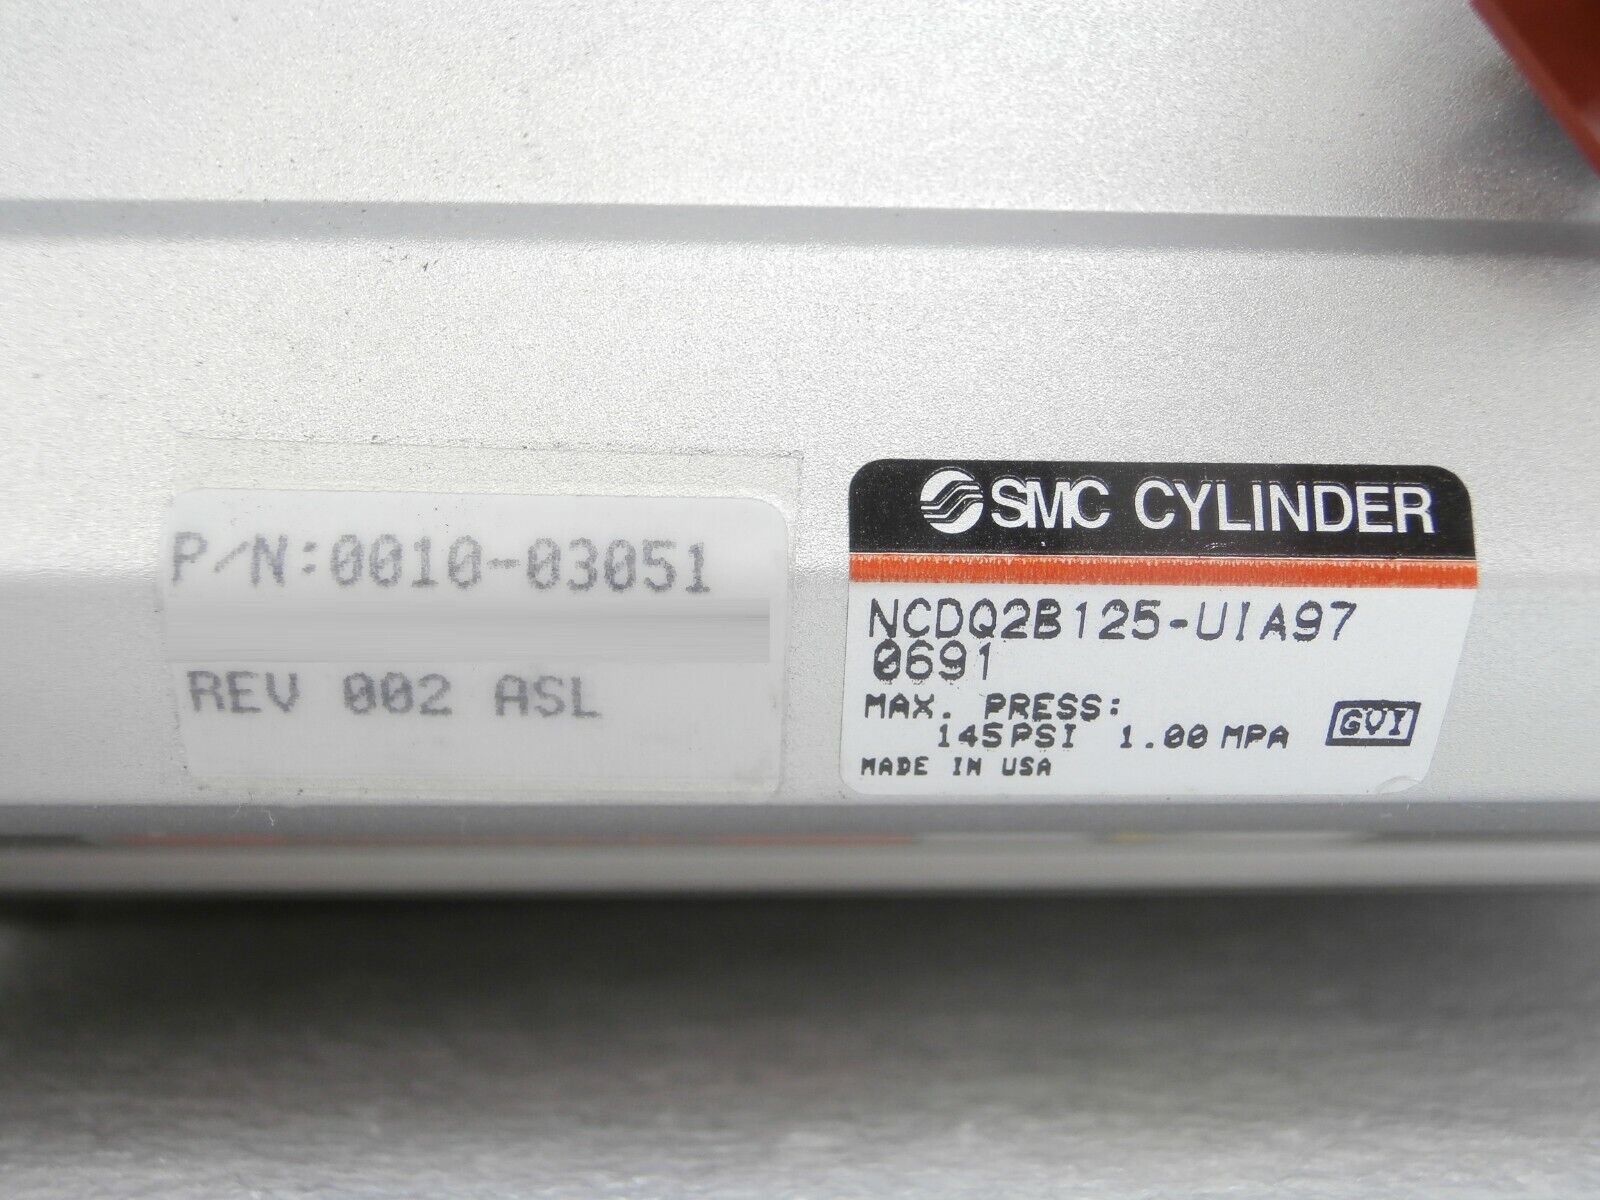 P/N:0010-03051
REV 002 ASL
SMC CYLINDER
NCDQ2B125-UIA97
0691
MAX. PRESS:
145PSI 1.00 MPA
GVI
MADE IN USA